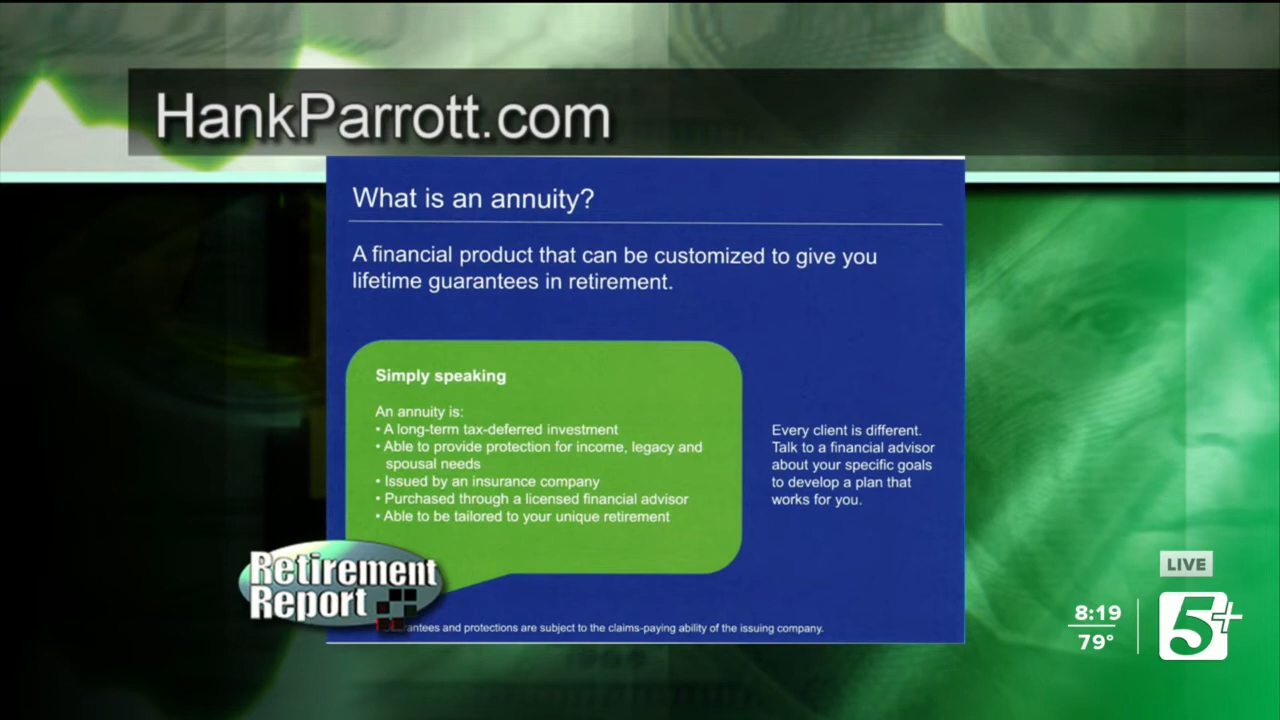 HankParrott.com
What is an annuity?
A financial product that can be customized to give you
lifetime guarantees in retirement.
Simply speaking
An annuity is:
• A long-term tax-deferred investment
• Able to provide protection for income, legacy and
spousal needs
• Issued by an insurance company
• Purchased through a licensed financial advisor
• Able to be tailored to your unique retirement
Every client is different.
Talk to a financial advisor
about your specific goals
to develop a plan that
works for you.
Retirement
Report
and protections are subject to the claims-paying ability of the issuing company.
LIVE
8:19
79°
5+